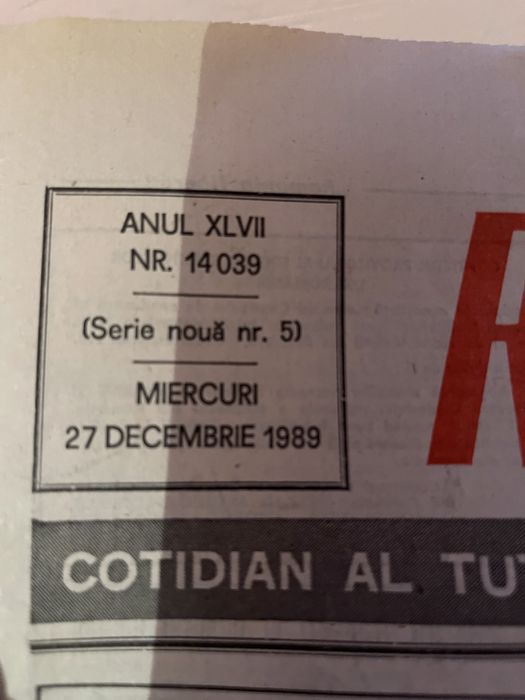 ANUL XLVII
NR. 14 039
(Serie nouă nr. 5)
MIERCURI
27 DECEMBRIE 1989
R
COTIDIAN AL TU